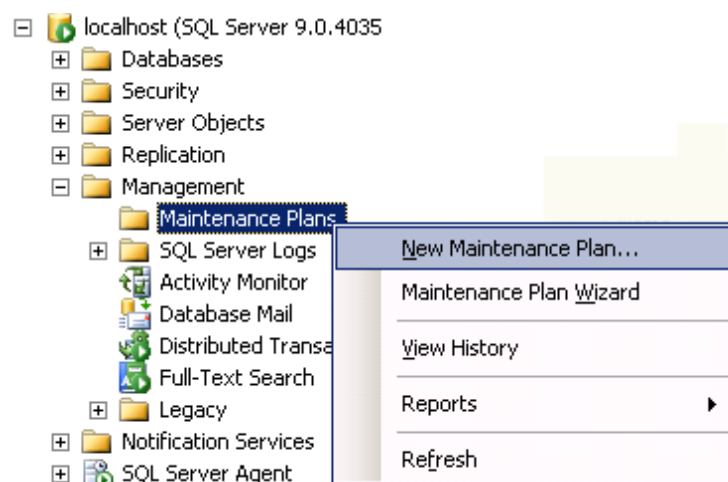 localhost (SQL Server 9.0.4035
Databases
Security
Server Objects
Replication
Management
Maintenance Plans
SQL Server Logs
Activity Monitor
Database Mail
Distributed Transa
Full-Text Search
Legacy
Notification Services
SQL Server Agent
New Maintenance Plan...
Maintenance Plan Wizard
View History
Reports
Refresh